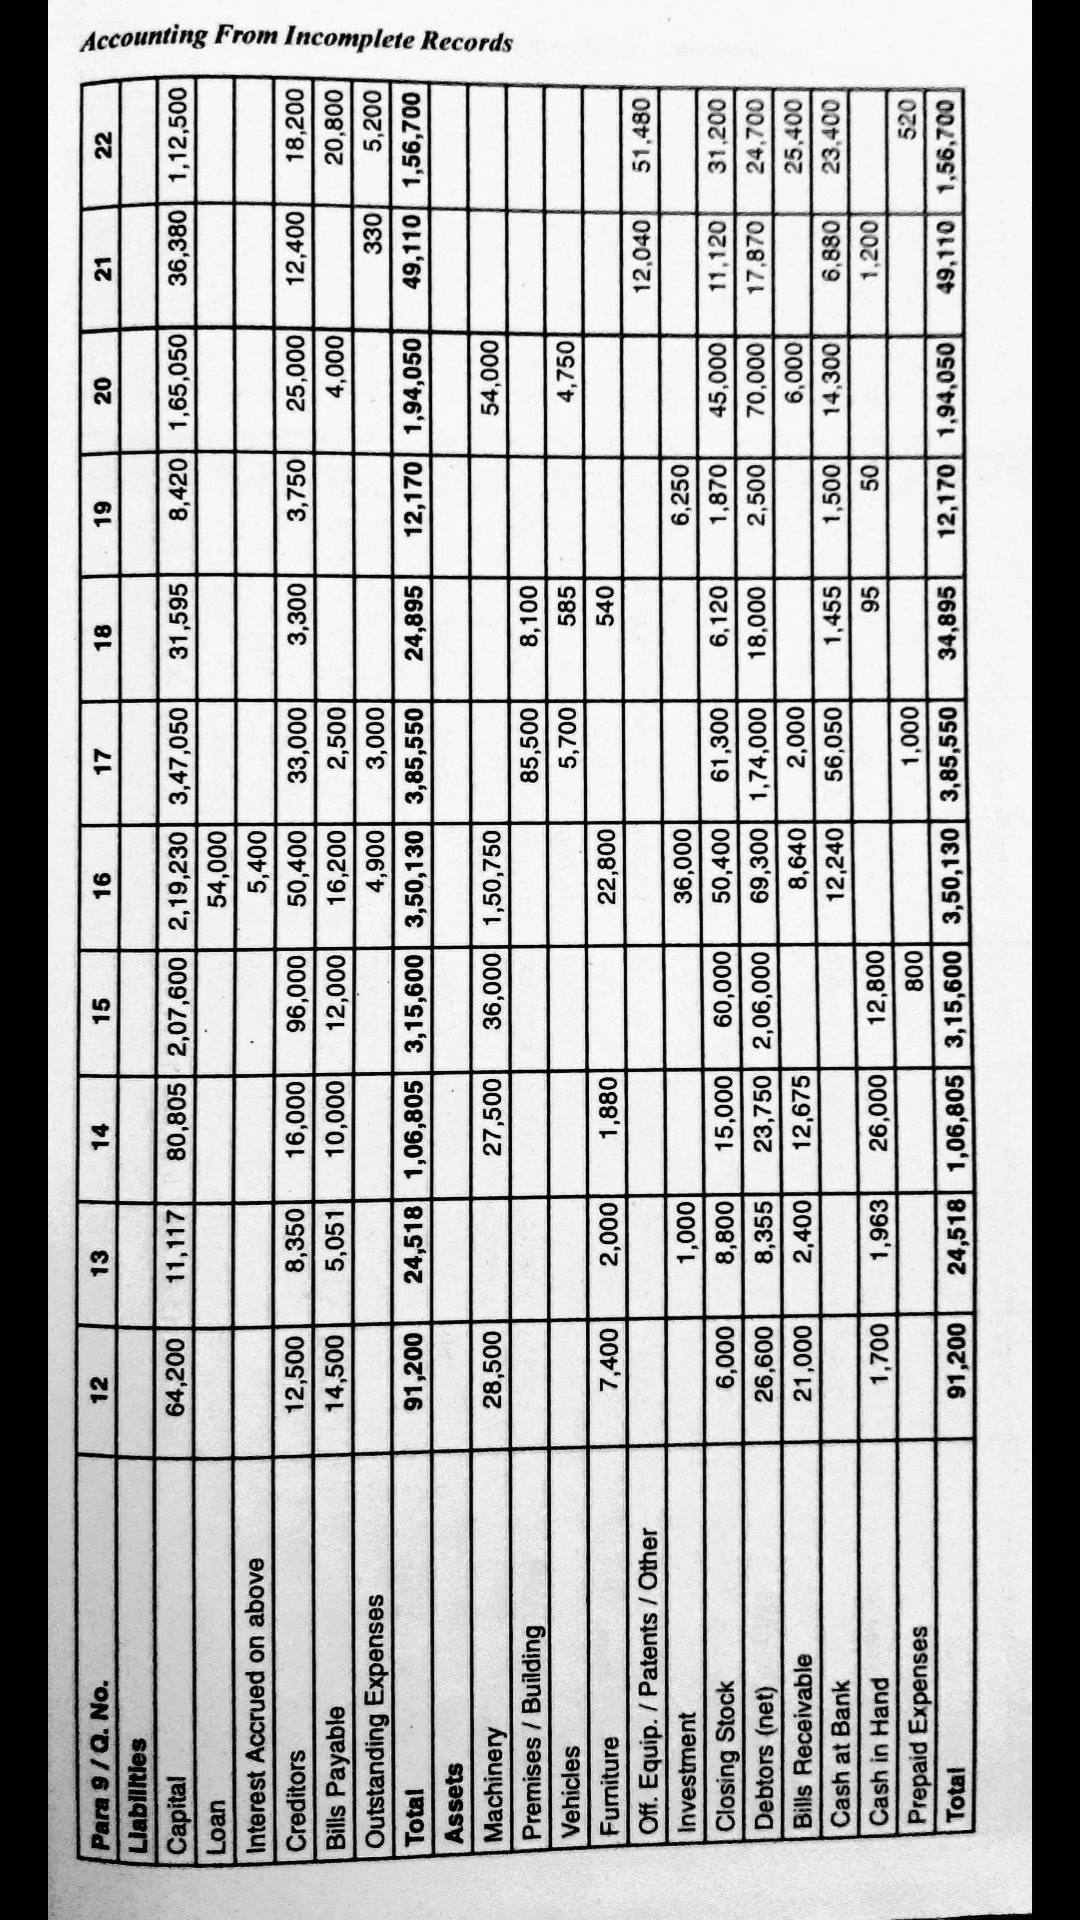 Accounting From Incomplete Records
Para 9 / Q. No. 12 13 14 15 16 17 18 19 20 21 22
Liabilities
Capital 64,200 11,117 80,805 2,07,600 2,19,230 3,47,050 31,595 8,420 1,65,050 36,380 1,12,500
Loan 54,000
Interest Accrued on above 5,400
Creditors 12,500 8,350 16,000 96,000 50,400 33,000 3,300 3,750 25,000 12,400 18,200
Bills Payable 14,500 5,051 10,000 12,000 16,200 2,500 4,000 20,800
Outstanding Expenses 4,900 3,000 330 5,200
Total 91,200 24,518 1,06,805 3,15,600 3,50,130 3,85,550 24,895 12,170 1,94,050 49,110 1,56,700
Assets
Machinery 28,500 27,500 36,000 1,50,750 54,000
Premises / Building 85,500 8,100
Vehicles 5,700 585 4,750
Furniture 7,400 2,000 1,880 22,800 540
Off. Equip. / Patents / Other 12,040 51,480
Investment 1,000 36,000 6,250
Closing Stock 6,000 8,800 15,000 60,000 50,400 61,300 6,120 1,870 45,000 11,120 31,200
Debtors (net) 26,600 8,355 23,750 2,06,000 69,300 1,74,000 18,000 2,500 70,000 17,870 24,700
Bills Receivable 21,000 2,400 12,675 8,640 2,000 6,000 25,400
Cash at Bank 12,240 56,050 1,455 1,500 14,300 6,880 23,400
Cash in Hand 1,700 1,963 26,000 12,800 95 50 1,200
Prepaid Expenses 800 1,000 520
Total 91,200 24,518 1,06,805 3,15,600 3,50,130 3,85,550 34,895 12,170 1,94,050 49,110 1,56,700